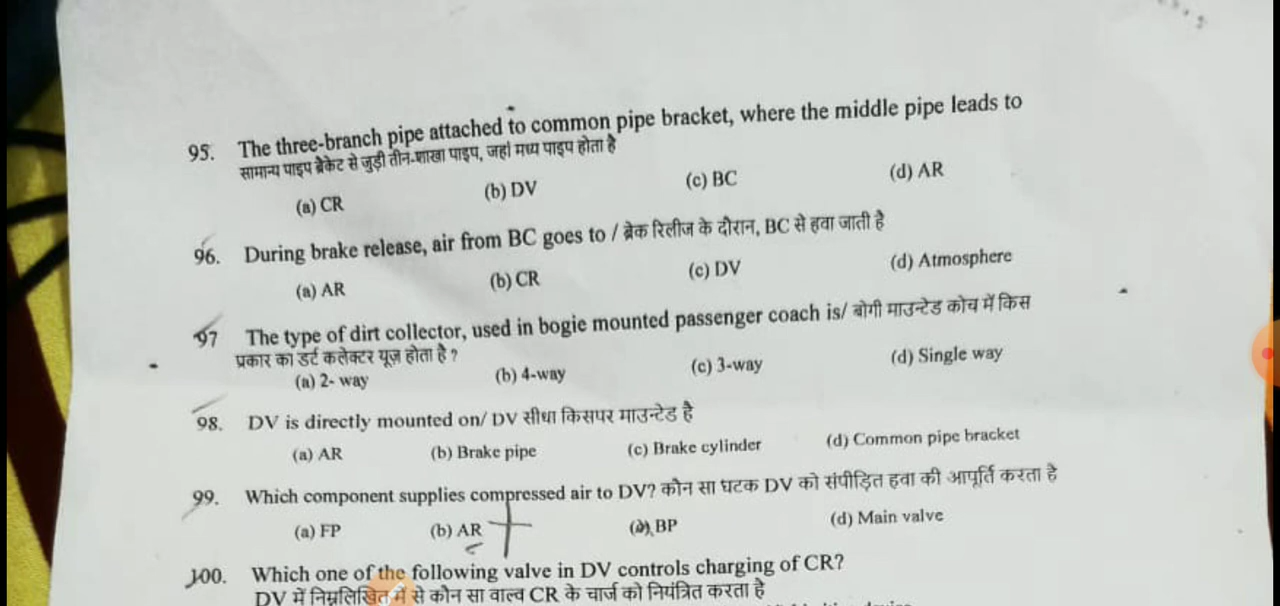 95. The three-branch pipe attached to common pipe bracket, where the middle pipe leads to
सामान्य पाइप ब्रैकेट से जुड़ी तीन-शाखा पाइप, जहां मध्य पाइप होता है
(a) CR (b) DV (c) BC (d) AR
96. During brake release, air from BC goes to / ब्रेक रिलीज के दौरान, BC से हवा जाती है
(a) AR (b) CR (c) DV (d) Atmosphere
97 The type of dirt collector, used in bogie mounted passenger coach is/ बोगी माउन्टेड कोच में किस
प्रकार का डर्ट कलेक्टर यूज़ होता है ?
(a) 2- way (b) 4-way (c) 3-way (d) Single way
98. DV is directly mounted on/ DV सीधा किसपर माउन्टेड है
(a) AR (b) Brake pipe (c) Brake cylinder (d) Common pipe bracket
99. Which component supplies compressed air to DV? कौन सा घटक DV को संपीड़ित हवा की आपूर्ति करता है
(a) FP (b) AR BP (d) Main valve
100. Which one of the following valve in DV controls charging of CR?
DV में निम्नलिखित में से कौन सा वाल्व CR के चार्ज को नियंत्रित करता है